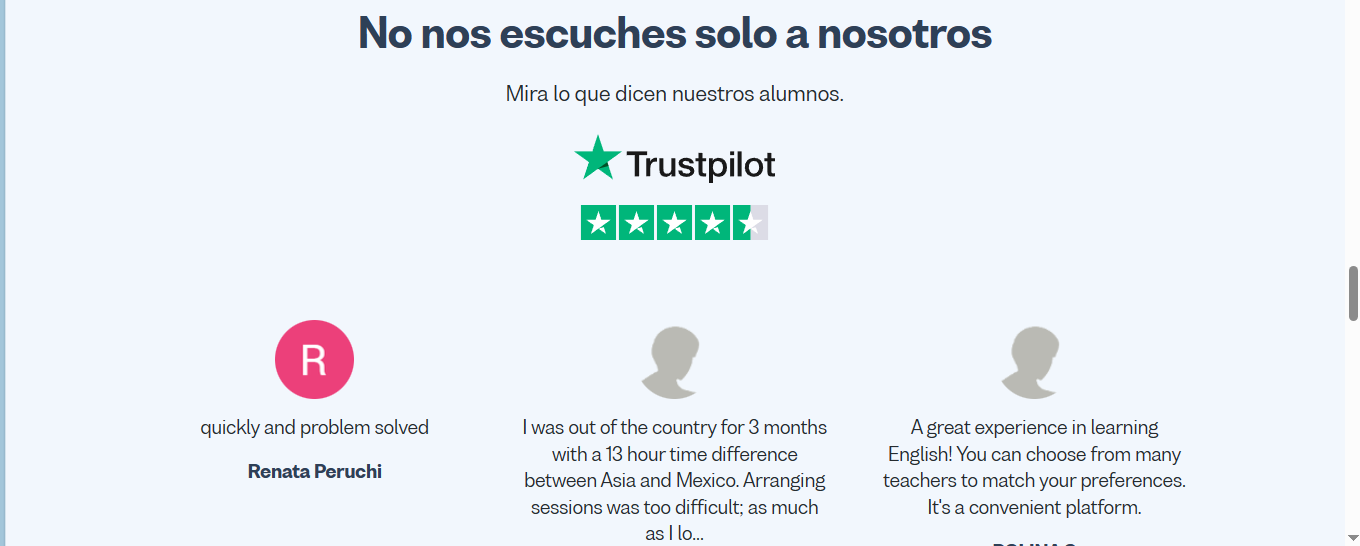 No nos escuches solo a nosotros
Mira lo que dicen nuestros alumnos.
Trustpilot
R
quickly and problem solved
Renata Peruchi
I was out of the country for 3 months
with a 13 hour time difference
between Asia and Mexico. Arranging
sessions was too difficult; as much
as I lo...
A great experience in learning
English! You can choose from many
teachers to match your preferences.
It's a convenient platform.